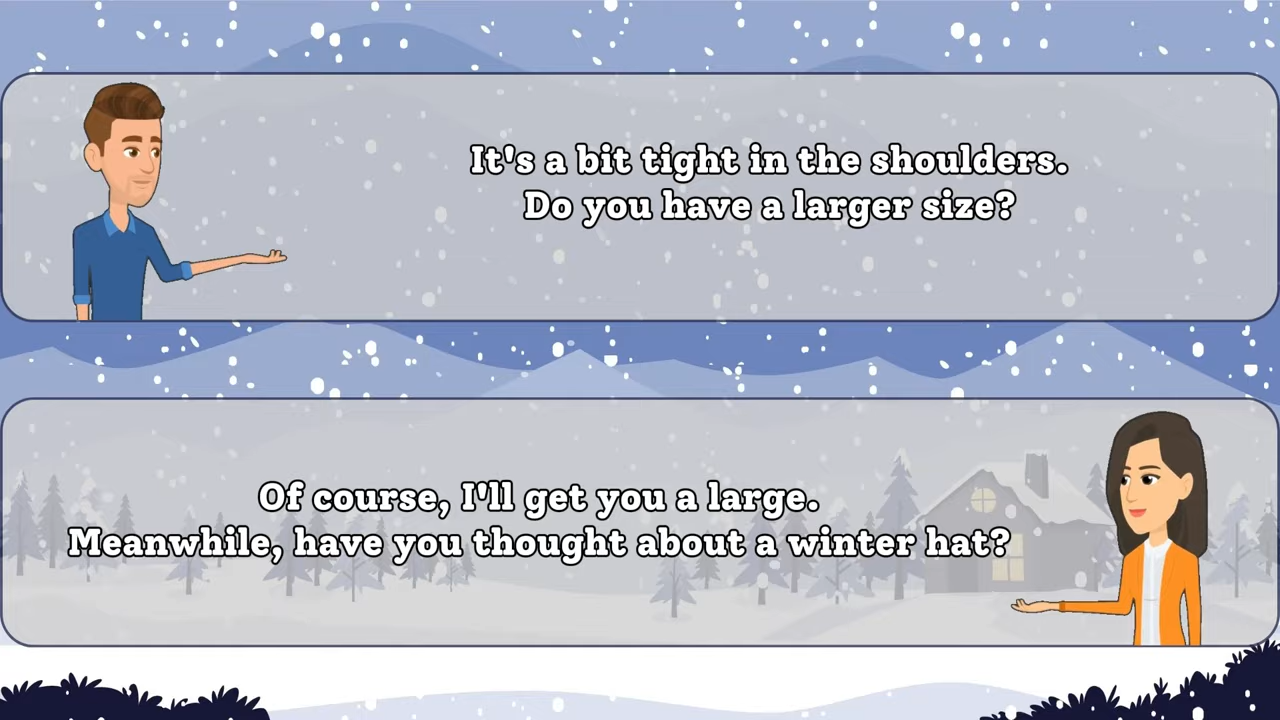 It's a bit tight in the shoulders.
Do you have a larger size?
Of course, I'll get you a large.
Meanwhile, have you thought about a winter hat?